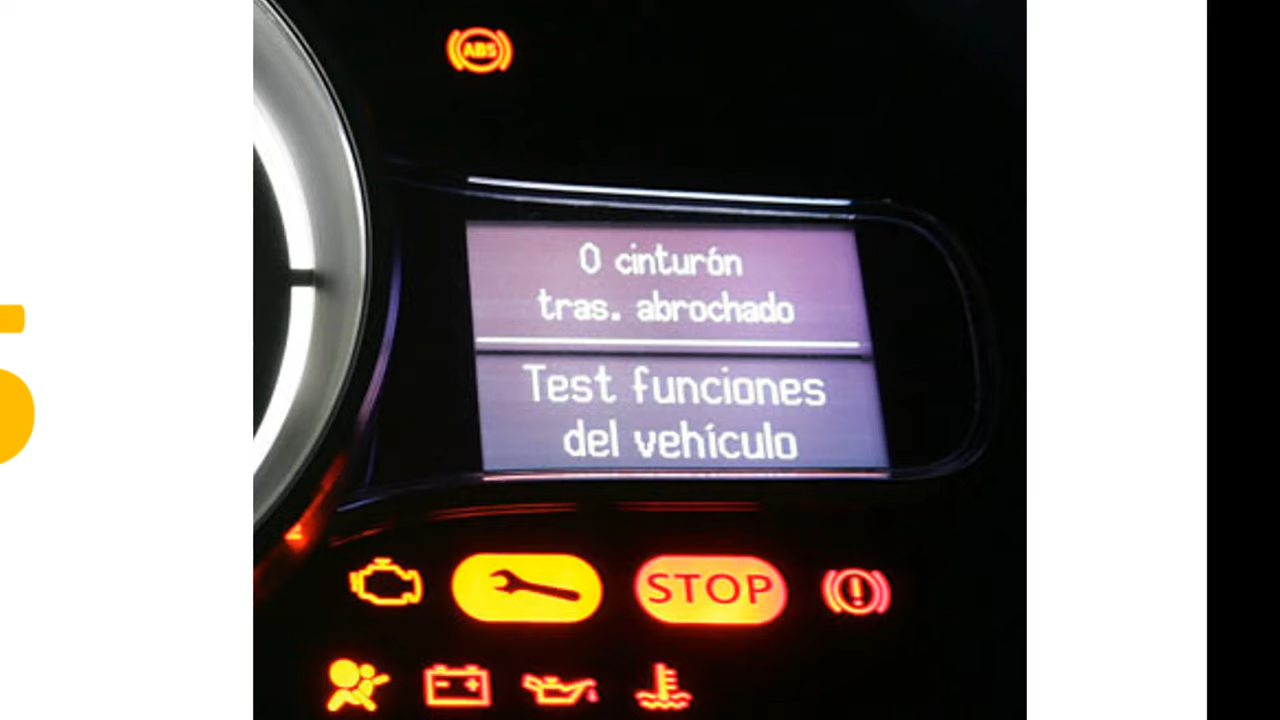 ABS
0 cinturón
tras. abrochado
Test funciones
del vehículo
STOP